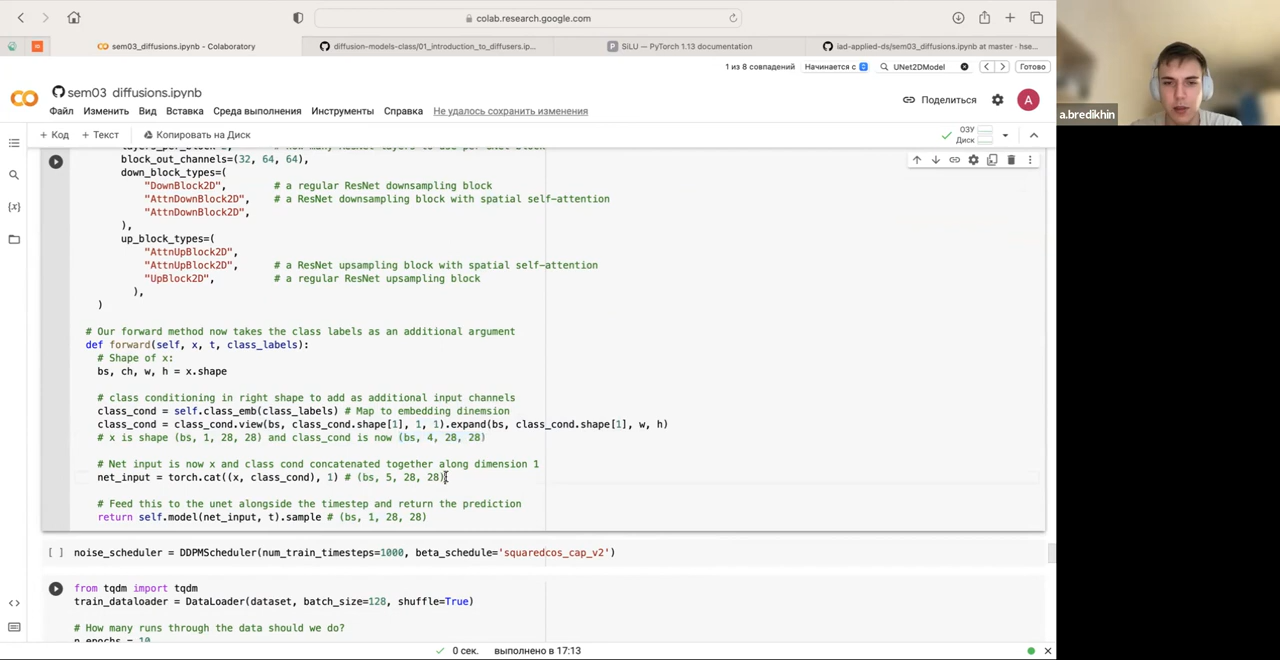 colab.research.google.com
sem03_diffusions.ipynb - Colaboratory
diffusion-models-class/01_introduction_to_diffusers.ip...
SiLU — PyTorch 1.13 documentation
iad-applied-ds/sem03_diffusions.ipynb at master · hse...
1 из 8 совпадений
Начинается с
UNet2DModel
Готово
sem03_diffusions.ipynb
Файл Изменить Вид Вставка Среда выполнения Инструменты Справка Не удалось сохранить изменения
Поделиться
A
a.bredikhin
+ Код + Текст Копировать на Диск
ОЗУ
Диск
block_out_channels=(32, 64, 64),
down_block_types=(
"DownBlock2D", # a regular ResNet downsampling block
"AttnDownBlock2D", # a ResNet downsampling block with spatial self-attention
"AttnDownBlock2D",
),
up_block_types=(
"AttnUpBlock2D",
"AttnUpBlock2D", # a ResNet upsampling block with spatial self-attention
"UpBlock2D", # a regular ResNet upsampling block
),
)
# Our forward method now takes the class labels as an additional argument
def forward(self, x, t, class_labels):
# Shape of x:
bs, ch, w, h = x.shape
# class conditioning in right shape to add as additional input channels
class_cond = self.class_emb(class_labels) # Map to embedding dinemsion
class_cond = class_cond.view(bs, class_cond.shape[1], 1, 1).expand(bs, class_cond.shape[1], w, h)
# x is shape (bs, 1, 28, 28) and class_cond is now (bs, 4, 28, 28)
# Net input is now x and class cond concatenated together along dimension 1
net_input = torch.cat((x, class_cond), 1) # (bs, 5, 28, 28)
# Feed this to the unet alongside the timestep and return the prediction
return self.model(net_input, t).sample # (bs, 1, 28, 28)
[ ] noise_scheduler = DDPMScheduler(num_train_timesteps=1000, beta_schedule='squaredcos_cap_v2')
from tqdm import tqdm
train_dataloader = DataLoader(dataset, batch_size=128, shuffle=True)
# How many runs through the data should we do?
n_epochs = 10
0 сек. выполнено в 17:13